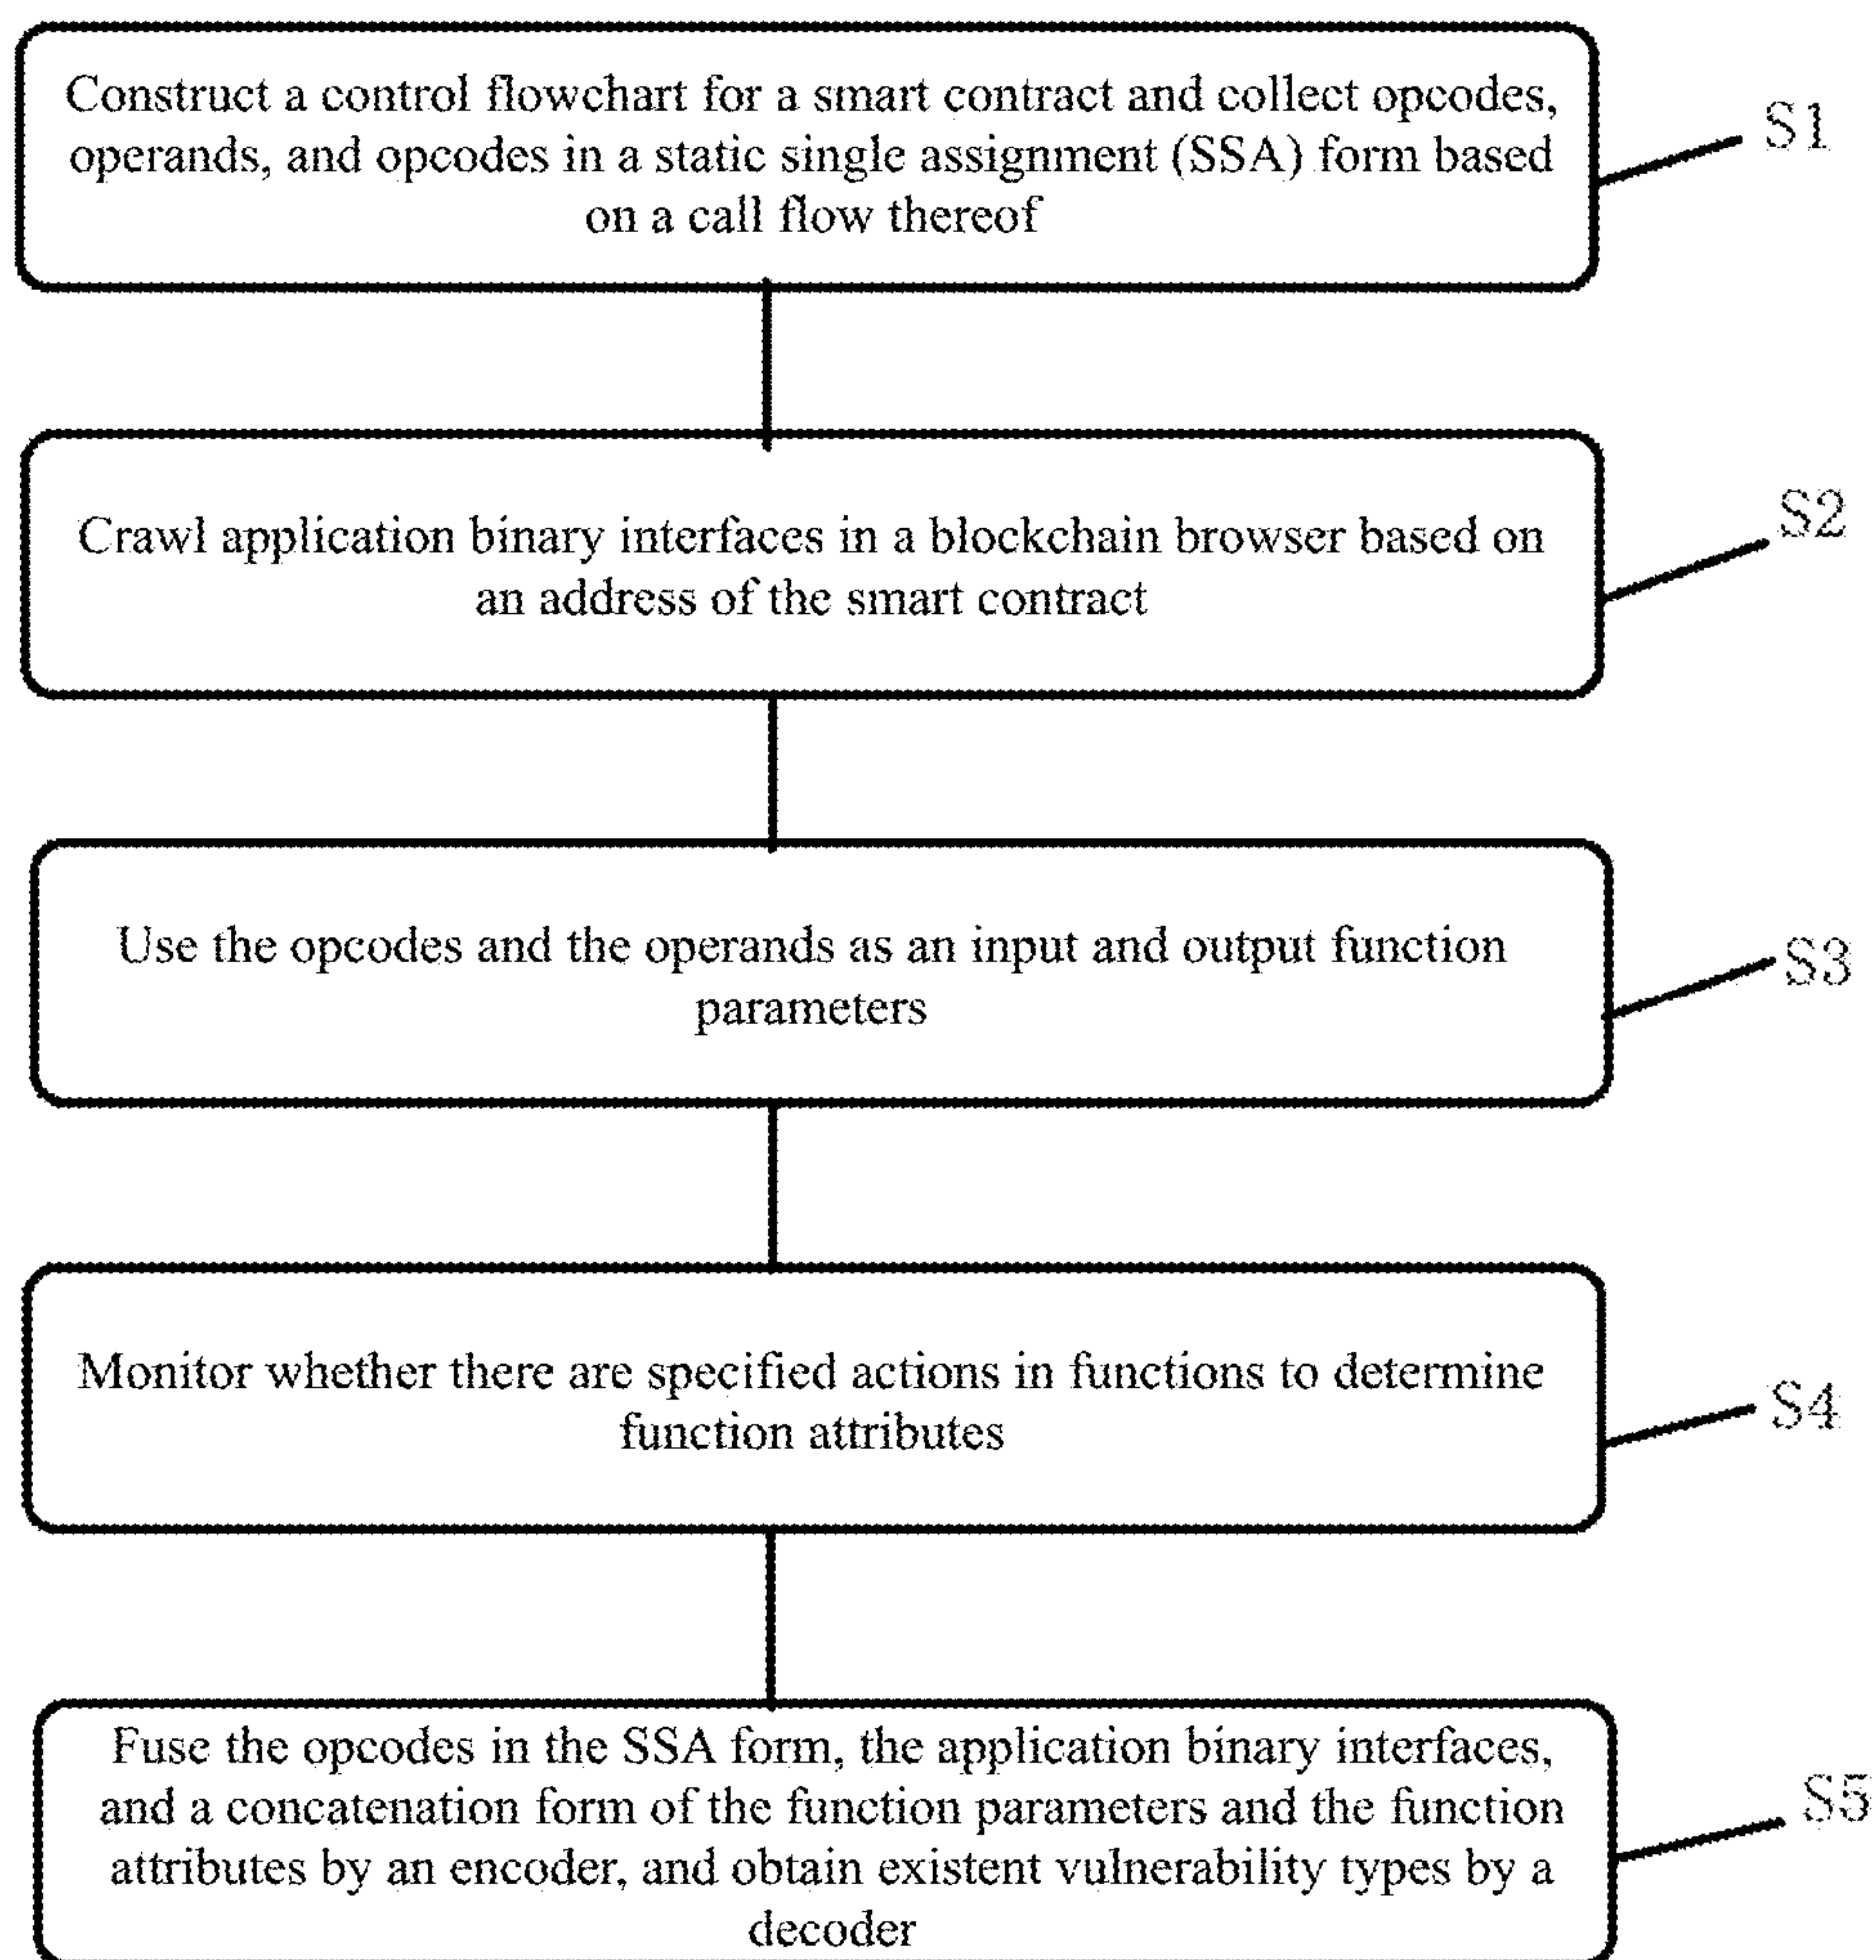 Construct a control flowchart for a smart contract and collect opcodes,
operands, and opcodes in a static single assignment (SSA) form based
on a call flow thereof
S1
Crawl application binary interfaces in a blockchain browser based on
an address of the smart contract
S2
Use the opcodes and the operands as an input and output function
parameters
S3
Monitor whether there are specified actions in functions to determine
function attributes
S4
Fuse the opcodes in the SSA form, the application binary interfaces,
and a concatenation form of the function parameters and the function
attributes by an encoder, and obtain existent vulnerability types by a
decoder
S5